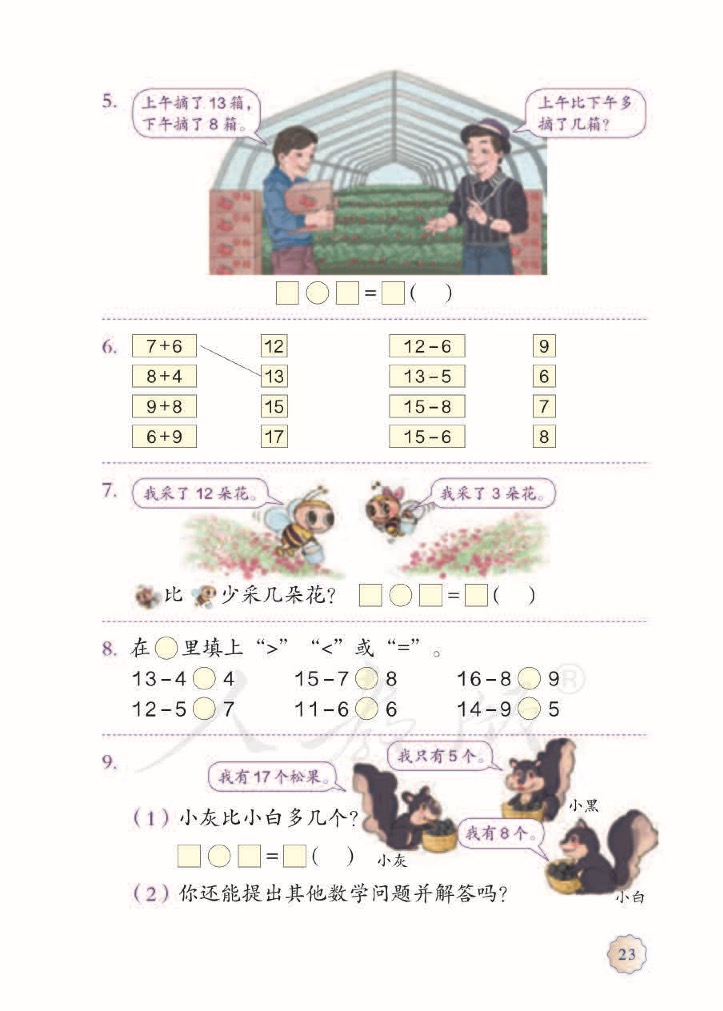 5.
上午摘了 13 箱，
下午摘了 8 箱。
上午比下午多
摘了几箱？
□○□=□(  )
6.
7+6 12 12-6 9
8+4 13 13-5 6
9+8 15 15-8 7
6+9 17 15-6 8
7.
我采了 12 朵花。 我采了 3 朵花。
比 少采几朵花？ □○□=□(  )
8. 在○里填上“>”“<”或“=”。
13-4○4 15-7○8 16-8○9
12-5○7 11-6○6 14-9○5
人教版®
9.
我只有 5 个。
我有 17 个松果。
小黑
（1）小灰比小白多几个？
我有 8 个。
□○□=□(  ) 小灰
（2）你还能提出其他数学问题并解答吗？
小白
23